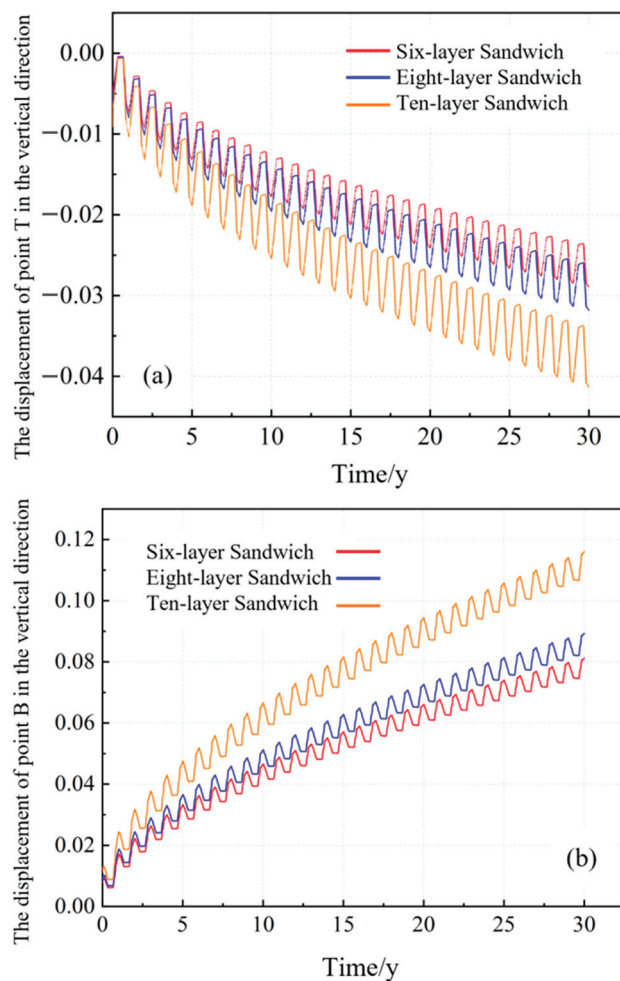 The displacement of point T in the vertical direction
0.00
−0.01
−0.02
−0.03
−0.04
Six-layer Sandwich
Eight-layer Sandwich
Ten-layer Sandwich
(a)
0 5 10 15 20 25 30
Time/y
The displacement of point B in the vertical direction
0.12
0.10
0.08
0.06
0.04
0.02
0.00
Six-layer Sandwich
Eight-layer Sandwich
Ten-layer Sandwich
(b)
0 5 10 15 20 25 30
Time/y